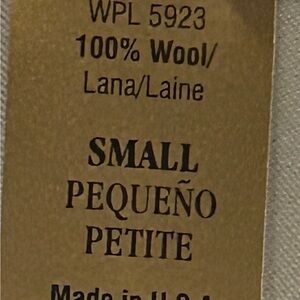 WPL 5923
100% Wool/
Lana/Laine
SMALL
PEQUEÑO
PETITE
Made in U.S.A.